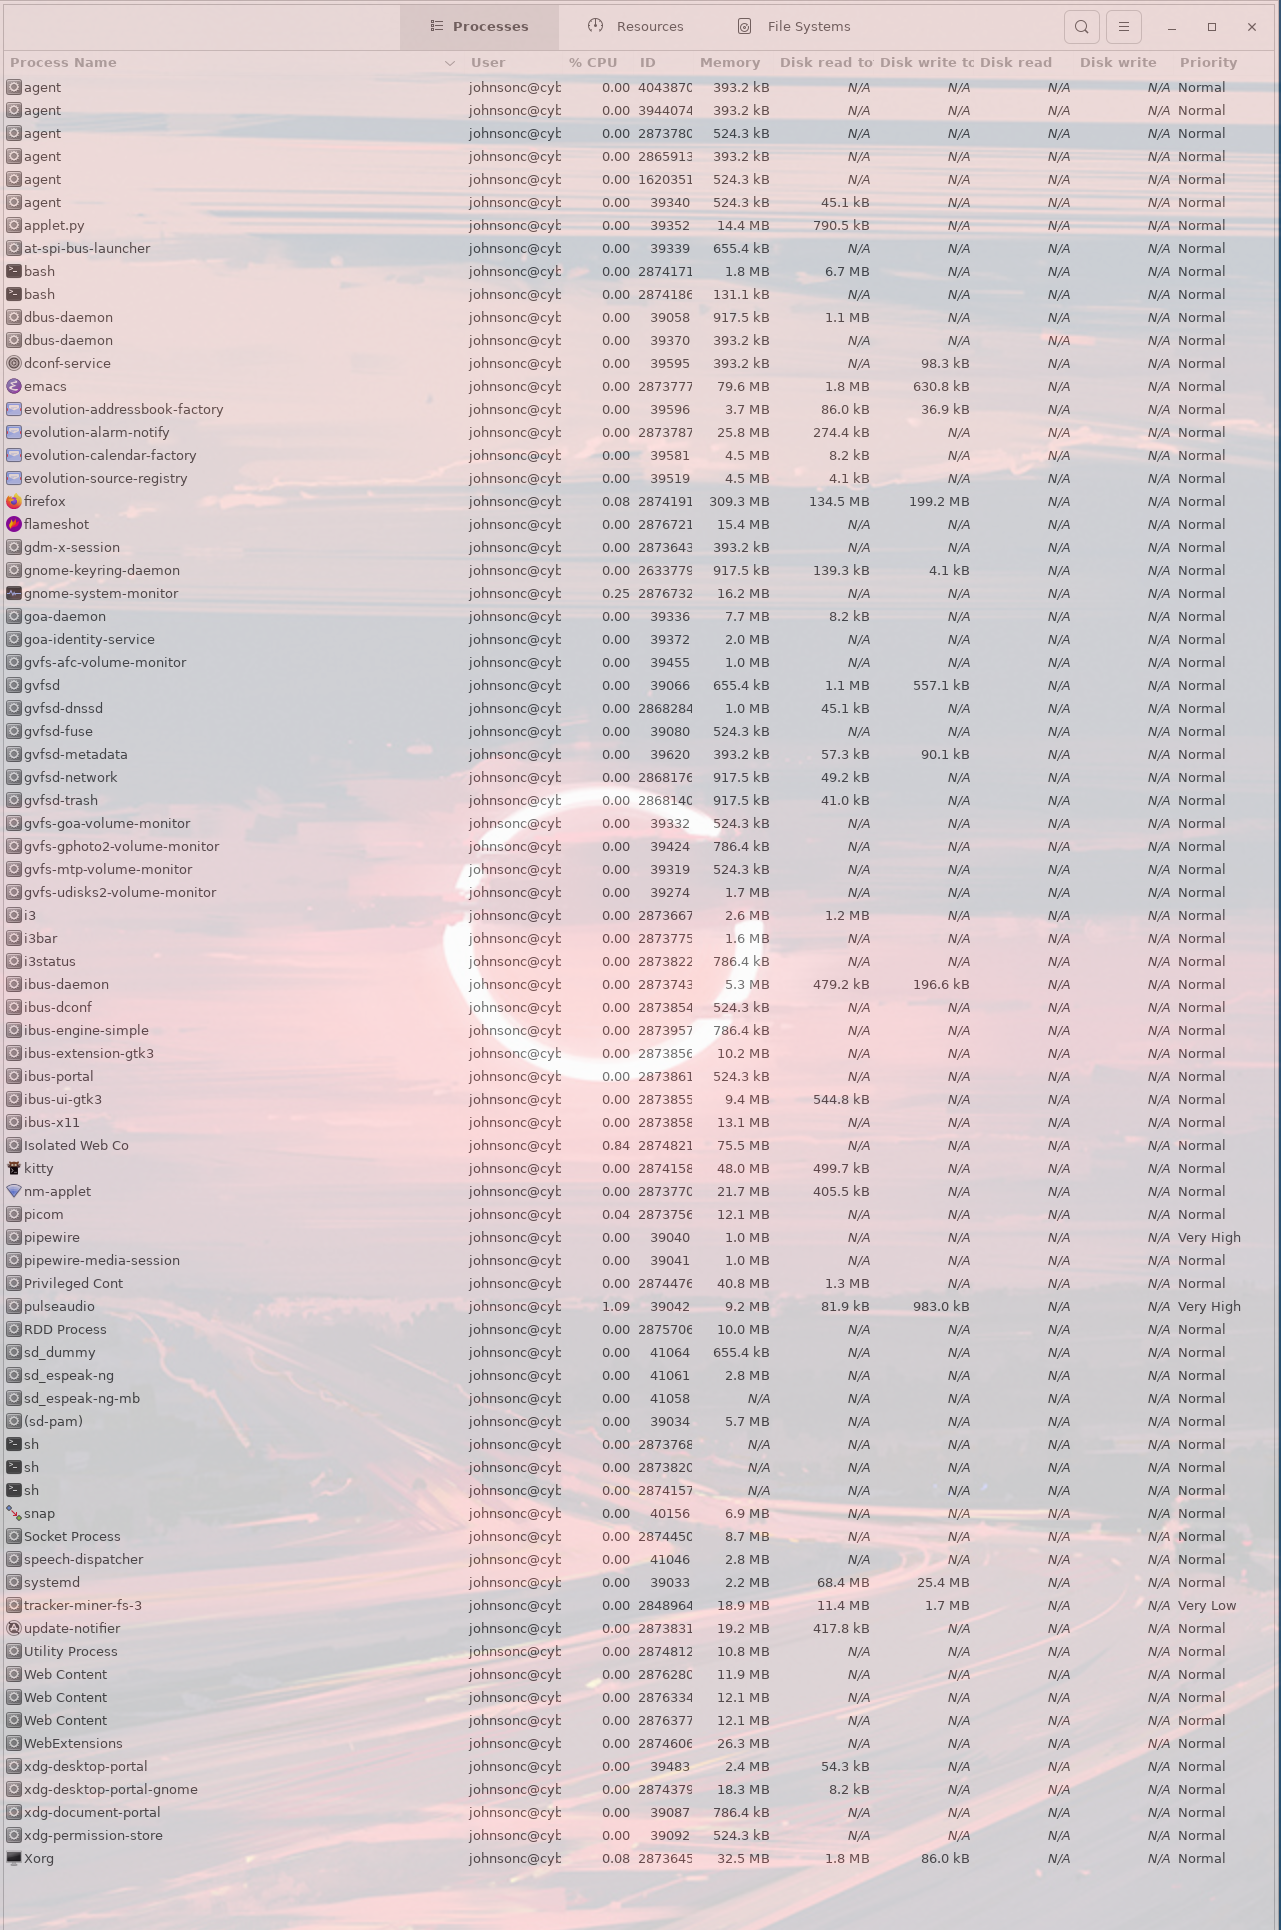 Processes Resources File Systems
Process Name User % CPU ID Memory Disk read to Disk write to Disk read Disk write Priority
agent johnsonc@cyb 0.00 4043870 393.2 kB N/A N/A N/A N/A Normal
agent johnsonc@cyb 0.00 3944074 393.2 kB N/A N/A N/A N/A Normal
agent johnsonc@cyb 0.00 2873780 524.3 kB N/A N/A N/A N/A Normal
agent johnsonc@cyb 0.00 2865913 393.2 kB N/A N/A N/A N/A Normal
agent johnsonc@cyb 0.00 1620351 524.3 kB N/A N/A N/A N/A Normal
agent johnsonc@cyb 0.00 39340 524.3 kB 45.1 kB N/A N/A N/A Normal
applet.py johnsonc@cyb 0.00 39352 14.4 MB 790.5 kB N/A N/A N/A Normal
at-spi-bus-launcher johnsonc@cyb 0.00 39339 655.4 kB N/A N/A N/A N/A Normal
bash johnsonc@cyb 0.00 2874171 1.8 MB 6.7 MB N/A N/A N/A Normal
bash johnsonc@cyb 0.00 2874186 131.1 kB N/A N/A N/A N/A Normal
dbus-daemon johnsonc@cyb 0.00 39058 917.5 kB 1.1 MB N/A N/A N/A Normal
dbus-daemon johnsonc@cyb 0.00 39370 393.2 kB N/A N/A N/A N/A Normal
dconf-service johnsonc@cyb 0.00 39595 393.2 kB N/A 98.3 kB N/A N/A Normal
emacs johnsonc@cyb 0.00 2873777 79.6 MB 1.8 MB 630.8 kB N/A N/A Normal
evolution-addressbook-factory johnsonc@cyb 0.00 39596 3.7 MB 86.0 kB 36.9 kB N/A N/A Normal
evolution-alarm-notify johnsonc@cyb 0.00 2873787 25.8 MB 274.4 kB N/A N/A N/A Normal
evolution-calendar-factory johnsonc@cyb 0.00 39581 4.5 MB 8.2 kB N/A N/A N/A Normal
evolution-source-registry johnsonc@cyb 0.00 39519 4.5 MB 4.1 kB N/A N/A N/A Normal
firefox johnsonc@cyb 0.08 2874191 309.3 MB 134.5 MB 199.2 MB N/A N/A Normal
flameshot johnsonc@cyb 0.00 2876721 15.4 MB N/A N/A N/A N/A Normal
gdm-x-session johnsonc@cyb 0.00 2873643 393.2 kB N/A N/A N/A N/A Normal
gnome-keyring-daemon johnsonc@cyb 0.00 2633779 917.5 kB 139.3 kB 4.1 kB N/A N/A Normal
gnome-system-monitor johnsonc@cyb 0.25 2876732 16.2 MB N/A N/A N/A N/A Normal
goa-daemon johnsonc@cyb 0.00 39336 7.7 MB 8.2 kB N/A N/A N/A Normal
goa-identity-service johnsonc@cyb 0.00 39372 2.0 MB N/A N/A N/A N/A Normal
gvfs-afc-volume-monitor johnsonc@cyb 0.00 39455 1.0 MB N/A N/A N/A N/A Normal
gvfsd johnsonc@cyb 0.00 39066 655.4 kB 1.1 MB 557.1 kB N/A N/A Normal
gvfsd-dnssd johnsonc@cyb 0.00 2868284 1.0 MB 45.1 kB N/A N/A N/A Normal
gvfsd-fuse johnsonc@cyb 0.00 39080 524.3 kB N/A N/A N/A N/A Normal
gvfsd-metadata johnsonc@cyb 0.00 39620 393.2 kB 57.3 kB 90.1 kB N/A N/A Normal
gvfsd-network johnsonc@cyb 0.00 2868176 917.5 kB 49.2 kB N/A N/A N/A Normal
gvfsd-trash johnsonc@cyb 0.00 2868140 917.5 kB 41.0 kB N/A N/A N/A Normal
gvfs-goa-volume-monitor johnsonc@cyb 0.00 39332 524.3 kB N/A N/A N/A N/A Normal
gvfs-gphoto2-volume-monitor johnsonc@cyb 0.00 39424 786.4 kB N/A N/A N/A N/A Normal
gvfs-mtp-volume-monitor johnsonc@cyb 0.00 39319 524.3 kB N/A N/A N/A N/A Normal
gvfs-udisks2-volume-monitor johnsonc@cyb 0.00 39274 1.7 MB N/A N/A N/A N/A Normal
i3 johnsonc@cyb 0.00 2873667 2.6 MB 1.2 MB N/A N/A N/A Normal
i3bar johnsonc@cyb 0.00 2873775 1.6 MB N/A N/A N/A N/A Normal
i3status johnsonc@cyb 0.00 2873822 786.4 kB N/A N/A N/A N/A Normal
ibus-daemon johnsonc@cyb 0.00 2873743 5.3 MB 479.2 kB 196.6 kB N/A N/A Normal
ibus-dconf johnsonc@cyb 0.00 2873854 524.3 kB N/A N/A N/A N/A Normal
ibus-engine-simple johnsonc@cyb 0.00 2873957 786.4 kB N/A N/A N/A N/A Normal
ibus-extension-gtk3 johnsonc@cyb 0.00 2873856 10.2 MB N/A N/A N/A N/A Normal
ibus-portal johnsonc@cyb 0.00 2873861 524.3 kB N/A N/A N/A N/A Normal
ibus-ui-gtk3 johnsonc@cyb 0.00 2873855 9.4 MB 544.8 kB N/A N/A N/A Normal
ibus-x11 johnsonc@cyb 0.00 2873858 13.1 MB N/A N/A N/A N/A Normal
Isolated Web Co johnsonc@cyb 0.84 2874821 75.5 MB N/A N/A N/A N/A Normal
kitty johnsonc@cyb 0.00 2874158 48.0 MB 499.7 kB N/A N/A N/A Normal
nm-applet johnsonc@cyb 0.00 2873770 21.7 MB 405.5 kB N/A N/A N/A Normal
picom johnsonc@cyb 0.04 2873756 12.1 MB N/A N/A N/A N/A Normal
pipewire johnsonc@cyb 0.00 39040 1.0 MB N/A N/A N/A N/A Very High
pipewire-media-session johnsonc@cyb 0.00 39041 1.0 MB N/A N/A N/A N/A Normal
Privileged Cont johnsonc@cyb 0.00 2874476 40.8 MB 1.3 MB N/A N/A N/A Normal
pulseaudio johnsonc@cyb 1.09 39042 9.2 MB 81.9 kB 983.0 kB N/A N/A Very High
RDD Process johnsonc@cyb 0.00 2875706 10.0 MB N/A N/A N/A N/A Normal
sd_dummy johnsonc@cyb 0.00 41064 655.4 kB N/A N/A N/A N/A Normal
sd_espeak-ng johnsonc@cyb 0.00 41061 2.8 MB N/A N/A N/A N/A Normal
sd_espeak-ng-mb johnsonc@cyb 0.00 41058 N/A N/A N/A N/A N/A Normal
(sd-pam) johnsonc@cyb 0.00 39034 5.7 MB N/A N/A N/A N/A Normal
sh johnsonc@cyb 0.00 2873768 N/A N/A N/A N/A N/A Normal
sh johnsonc@cyb 0.00 2873820 N/A N/A N/A N/A N/A Normal
sh johnsonc@cyb 0.00 2874157 N/A N/A N/A N/A N/A Normal
snap johnsonc@cyb 0.00 40156 6.9 MB N/A N/A N/A N/A Normal
Socket Process johnsonc@cyb 0.00 2874450 8.7 MB N/A N/A N/A N/A Normal
speech-dispatcher johnsonc@cyb 0.00 41046 2.8 MB N/A N/A N/A N/A Normal
systemd johnsonc@cyb 0.00 39033 2.2 MB 68.4 MB 25.4 MB N/A N/A Normal
tracker-miner-fs-3 johnsonc@cyb 0.00 2848964 18.9 MB 11.4 MB 1.7 MB N/A N/A Very Low
update-notifier johnsonc@cyb 0.00 2873831 19.2 MB 417.8 kB N/A N/A N/A Normal
Utility Process johnsonc@cyb 0.00 2874812 10.8 MB N/A N/A N/A N/A Normal
Web Content johnsonc@cyb 0.00 2876280 11.9 MB N/A N/A N/A N/A Normal
Web Content johnsonc@cyb 0.00 2876334 12.1 MB N/A N/A N/A N/A Normal
Web Content johnsonc@cyb 0.00 2876377 12.1 MB N/A N/A N/A N/A Normal
WebExtensions johnsonc@cyb 0.00 2874606 26.3 MB N/A N/A N/A N/A Normal
xdg-desktop-portal johnsonc@cyb 0.00 39483 2.4 MB 54.3 kB N/A N/A N/A Normal
xdg-desktop-portal-gnome johnsonc@cyb 0.00 2874379 18.3 MB 8.2 kB N/A N/A N/A Normal
xdg-document-portal johnsonc@cyb 0.00 39087 786.4 kB N/A N/A N/A N/A Normal
xdg-permission-store johnsonc@cyb 0.00 39092 524.3 kB N/A N/A N/A N/A Normal
Xorg johnsonc@cyb 0.08 2873645 32.5 MB 1.8 MB 86.0 kB N/A N/A Normal